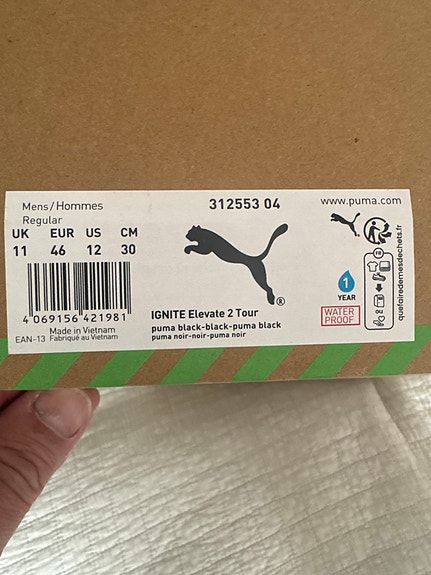 Mens/Hommes
Regular
312553 04
www.puma.com
UK EUR US CM
11 46 12 30
4 069156 421981
Made in Vietnam
EAN-13 Fabriqué au Vietnam
®
IGNITE Elevate 2 Tour
puma black-black-puma black
puma noir-noir-puma noir
1
YEAR
WATER
PROOF
FR
quefairedemesdechets.fr